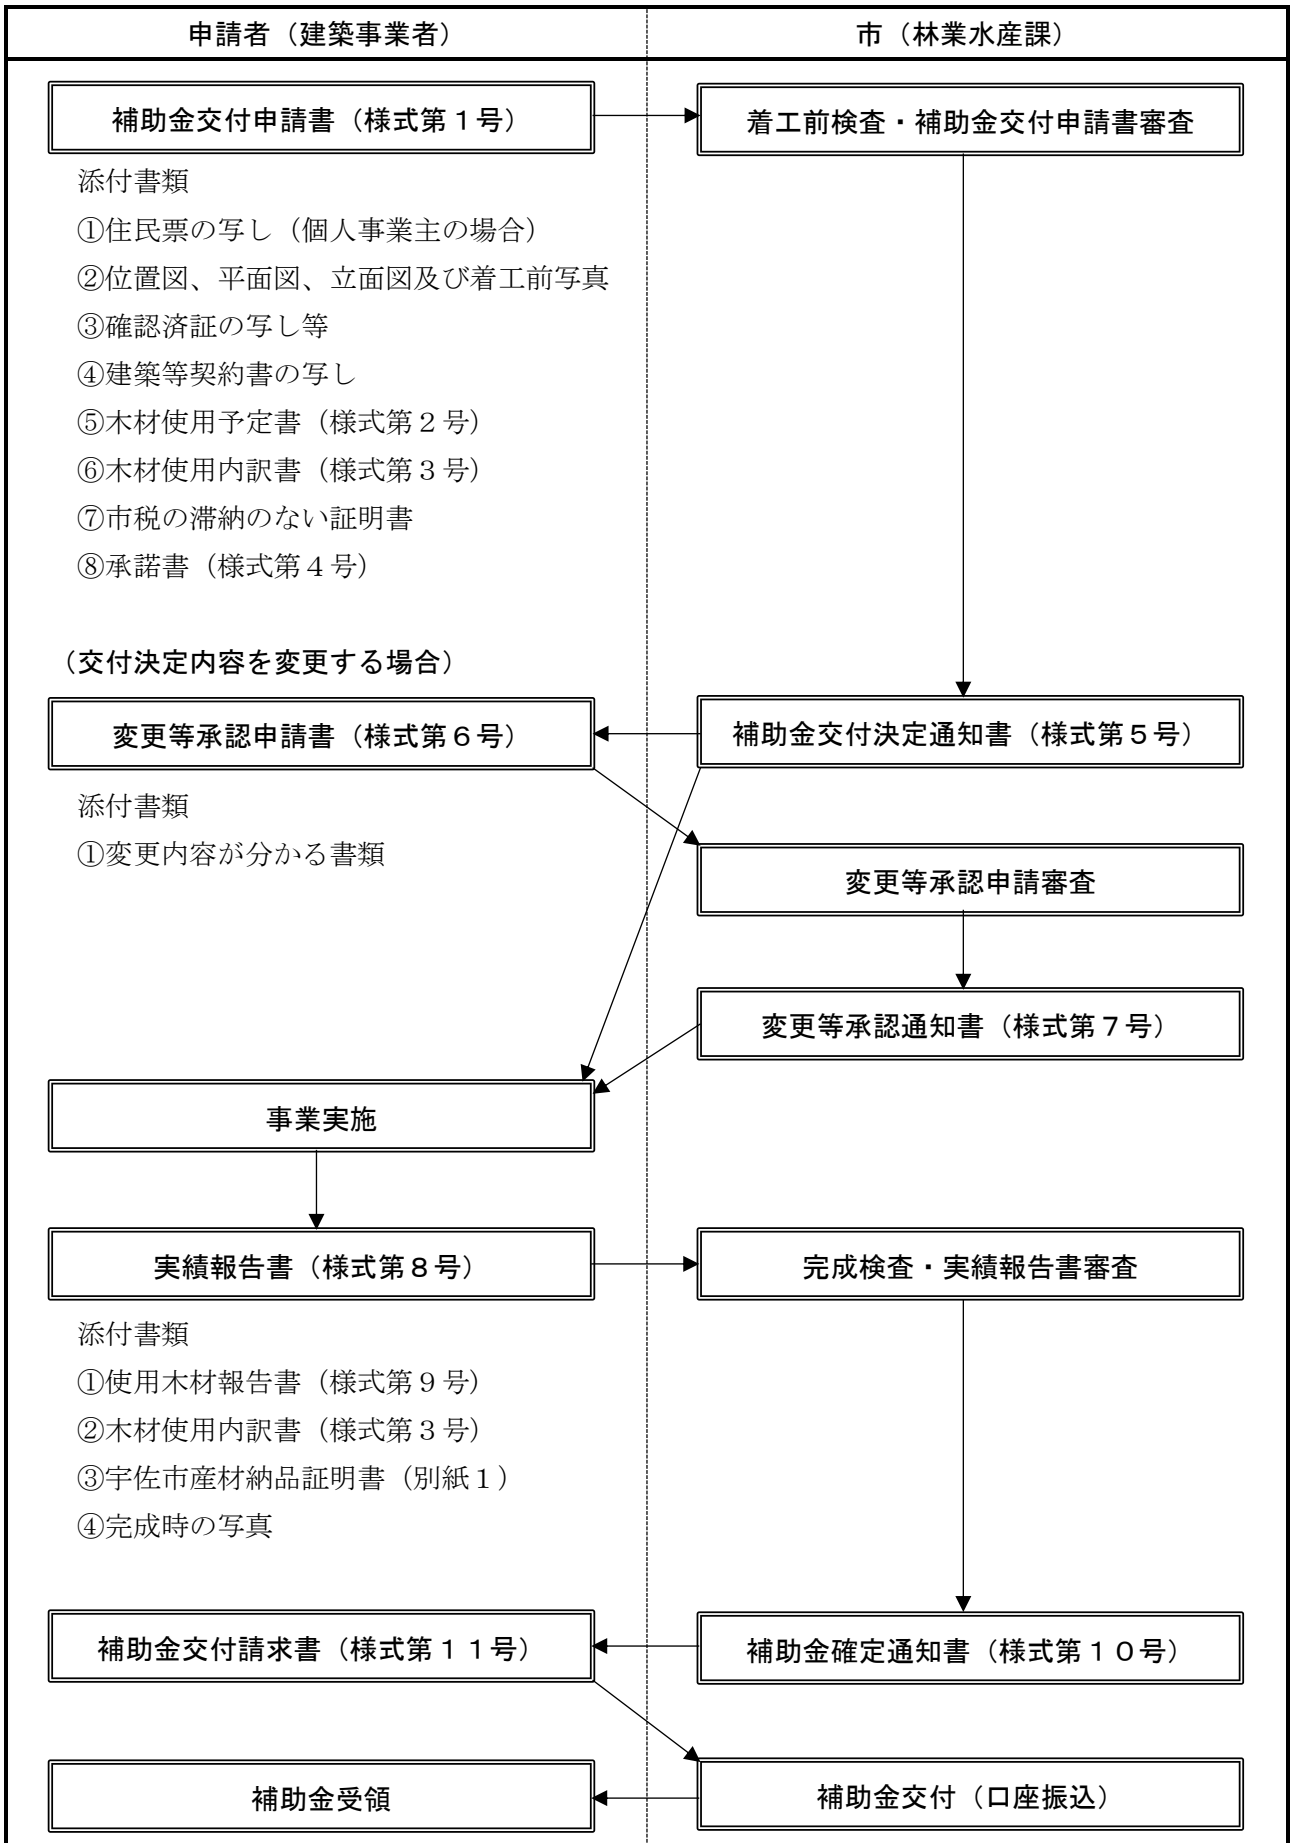 申請者（建築事業者）
市（林業水産課）
補助金交付申請書（様式第１号）
着工前検査・補助金交付申請書審査
添付書類
①住民票の写し（個人事業主の場合）
②位置図、平面図、立面図及び着工前写真
③確認済証の写し等
④建築等契約書の写し
⑤木材使用予定書（様式第２号）
⑥木材使用内訳書（様式第３号）
⑦市税の滞納のない証明書
⑧承諾書（様式第４号）
（交付決定内容を変更する場合）
変更等承認申請書（様式第６号）
補助金交付決定通知書（様式第５号）
添付書類
①変更内容が分かる書類
変更等承認申請審査
変更等承認通知書（様式第７号）
事業実施
実績報告書（様式第８号）
完成検査・実績報告書審査
添付書類
①使用木材報告書（様式第９号）
②木材使用内訳書（様式第３号）
③宇佐市産材納品証明書（別紙１）
④完成時の写真
補助金交付請求書（様式第１１号）
補助金確定通知書（様式第１０号）
補助金受領
補助金交付（口座振込）